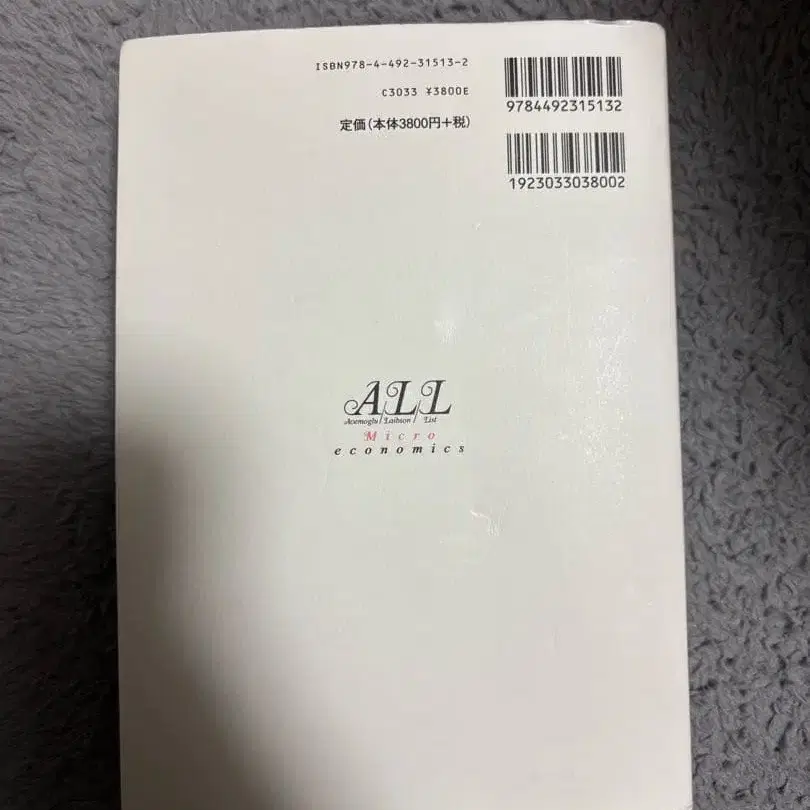 ISBN978-4-492-31513-2
C3033 ¥3800E
定価(本体3800円+税)
9784492315132
1923033038002
A/L/L
Acemoglu/Laibson/List
Micro
economics